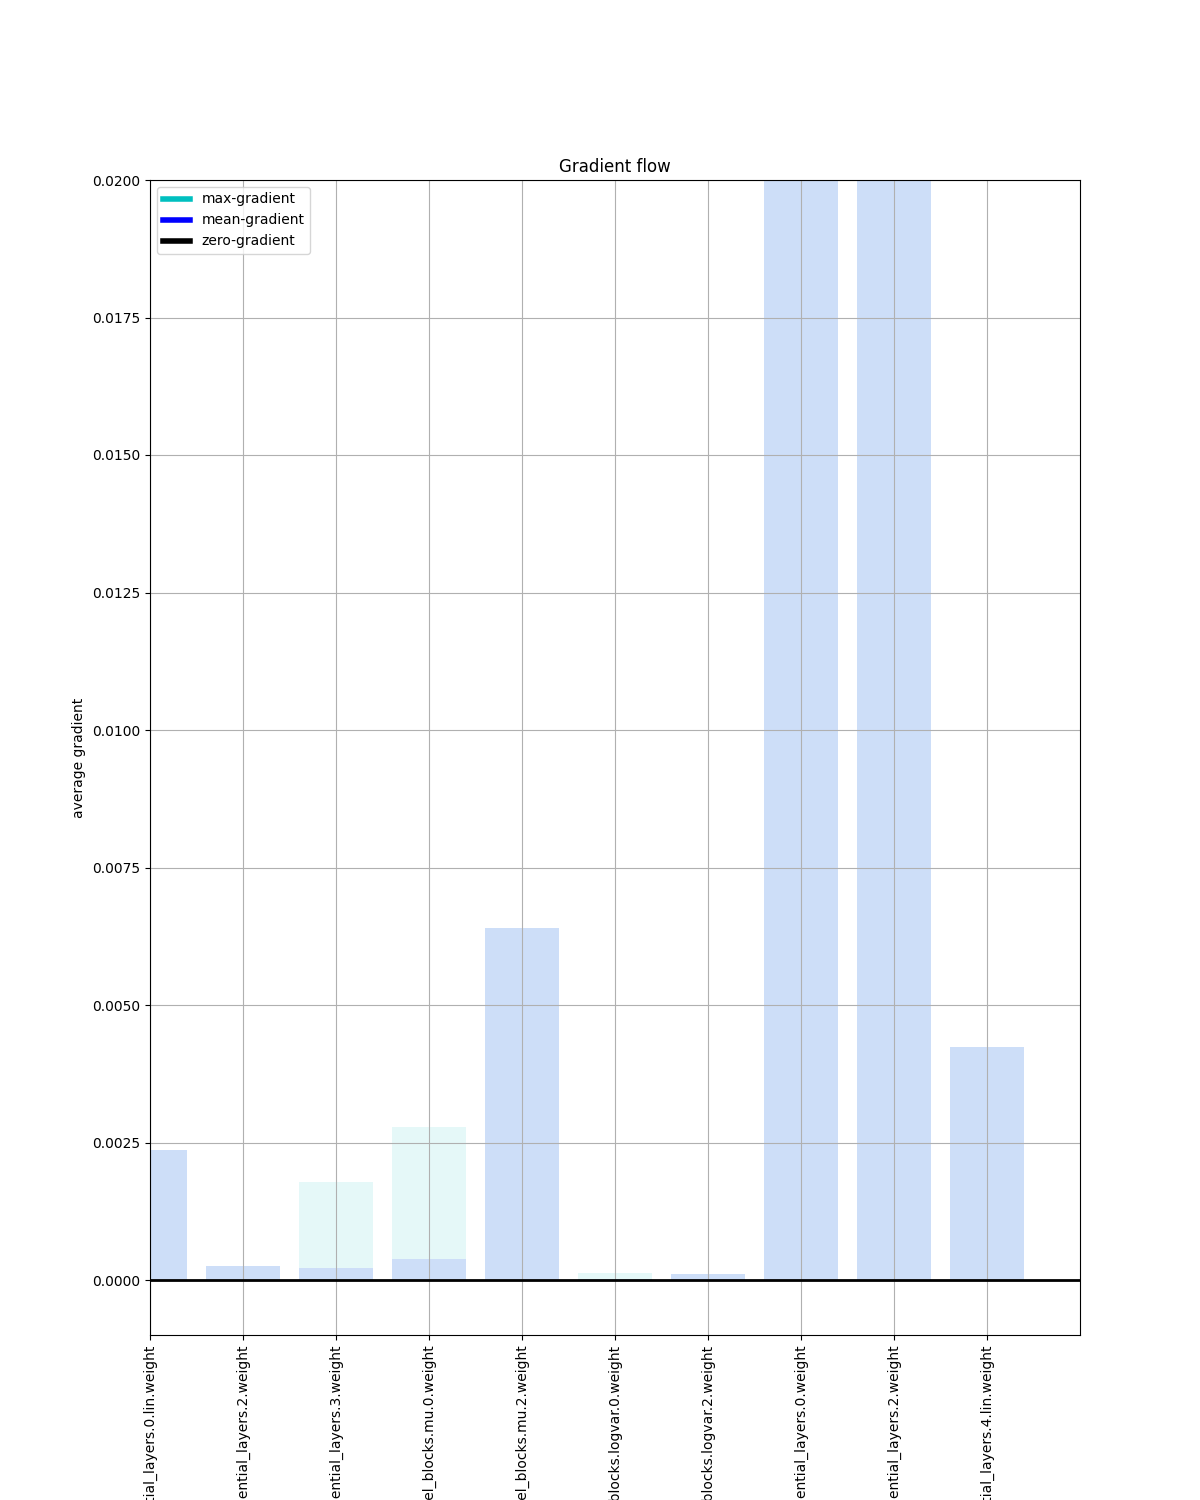 Gradient flow
max-gradient
mean-gradient
zero-gradient
0.0200
0.0175
0.0150
0.0125
0.0100
0.0075
0.0050
0.0025
0.0000
average gradient
tial_layers.0.lin.weight
ential_layers.2.weight
ential_layers.3.weight
el_blocks.mu.0.weight
el_blocks.mu.2.weight
blocks.logvar.0.weight
blocks.logvar.2.weight
ential_layers.0.weight
ential_layers.2.weight
tial_layers.4.lin.weight